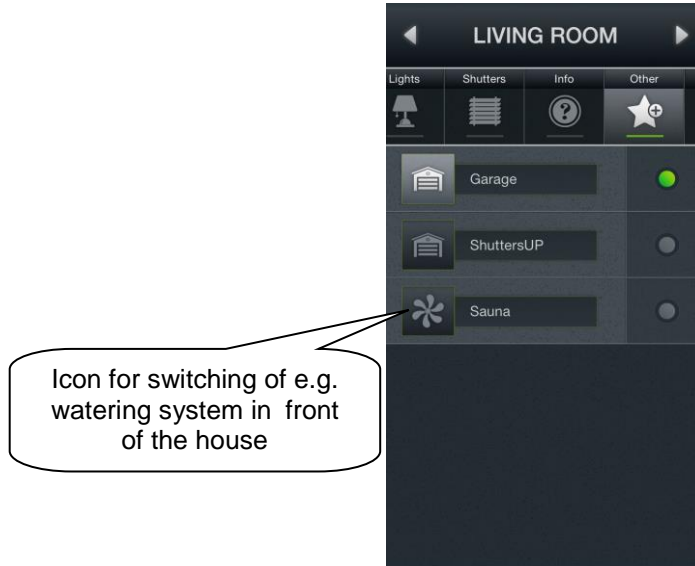 LIVING ROOM
Lights Shutters Info Other
Garage
ShuttersUP
Sauna
Icon for switching of e.g.
watering system in front
of the house